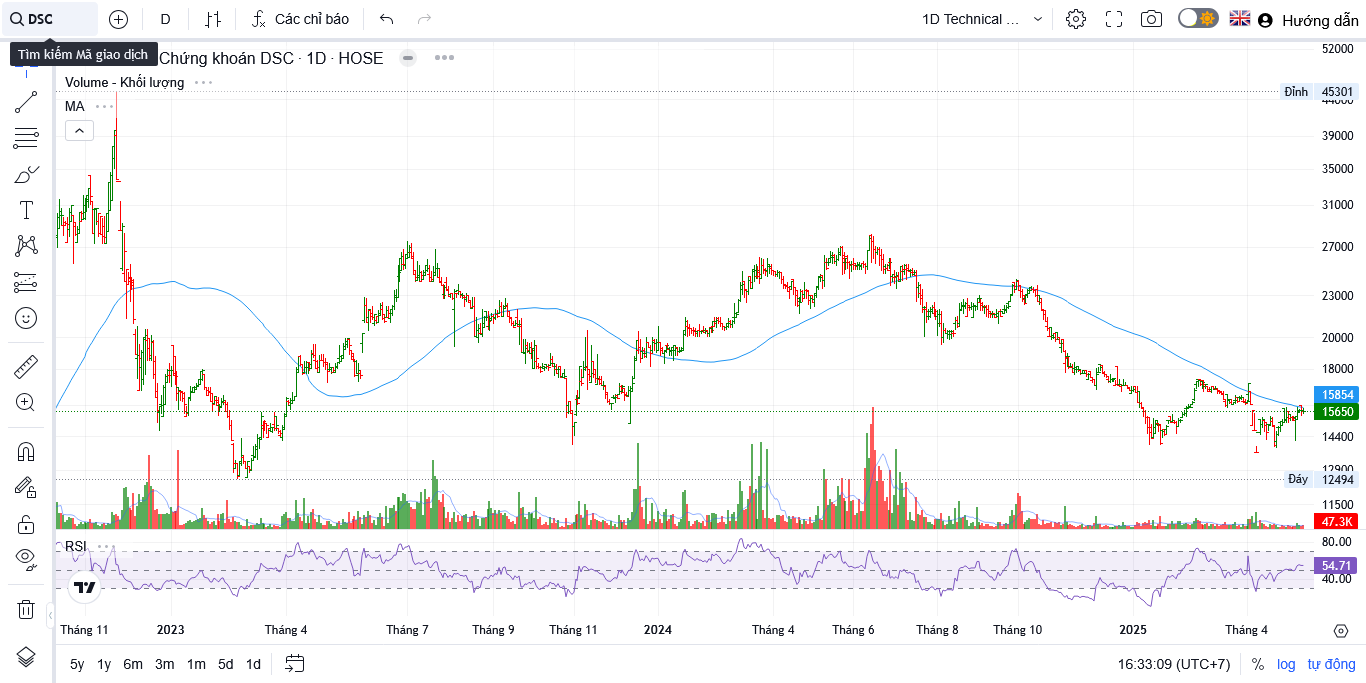 DSC
D
Các chỉ báo
1D Technical ...
Hướng dẫn
Tìm kiếm Mã giao dịch
Chứng khoán DSC · 1D · HOSE
Volume - Khối lượng
MA
52000
Đỉnh 45301
44000
39000
35000
31000
27000
23000
20000
18000
15854
15650
14400
12900
Đáy 12494
11500
47.3K
RSI
80.00
54.71
40.00
Tháng 11
2023
Tháng 4
Tháng 7
Tháng 9
Tháng 11
2024
Tháng 4
Tháng 6
Tháng 8
Tháng 10
2025
Tháng 4
5y 1y 6m 3m 1m 5d 1d
16:33:09 (UTC+7)
%
log
tự động